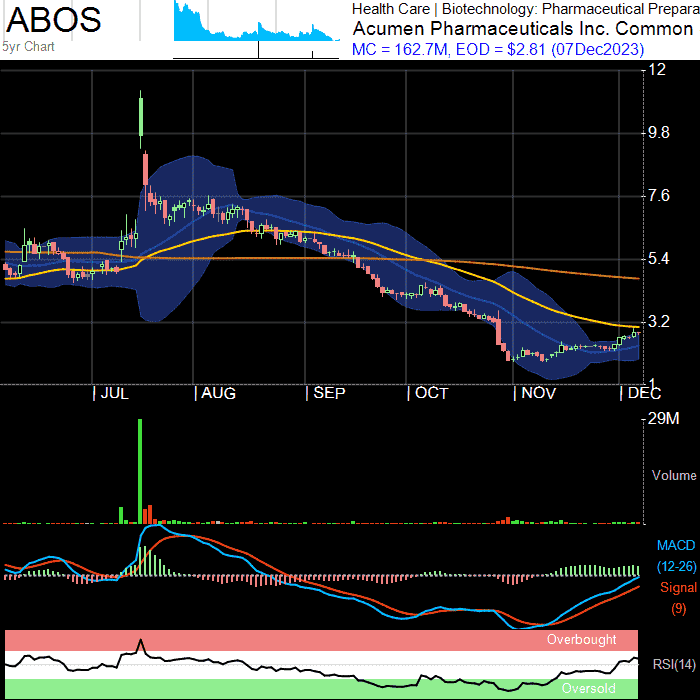 ABOS
5yr Chart
Health Care | Biotechnology: Pharmaceutical Prepara
Acumen Pharmaceuticals Inc. Common
MC = 162.7M, EOD = $2.81 (07Dec2023)
12
9.8
7.6
5.4
3.2
1
| JUL | AUG | SEP | OCT | NOV | DEC
29M
Volume
MACD
(12-26)
Signal
(9)
Overbought
RSI(14)
Oversold